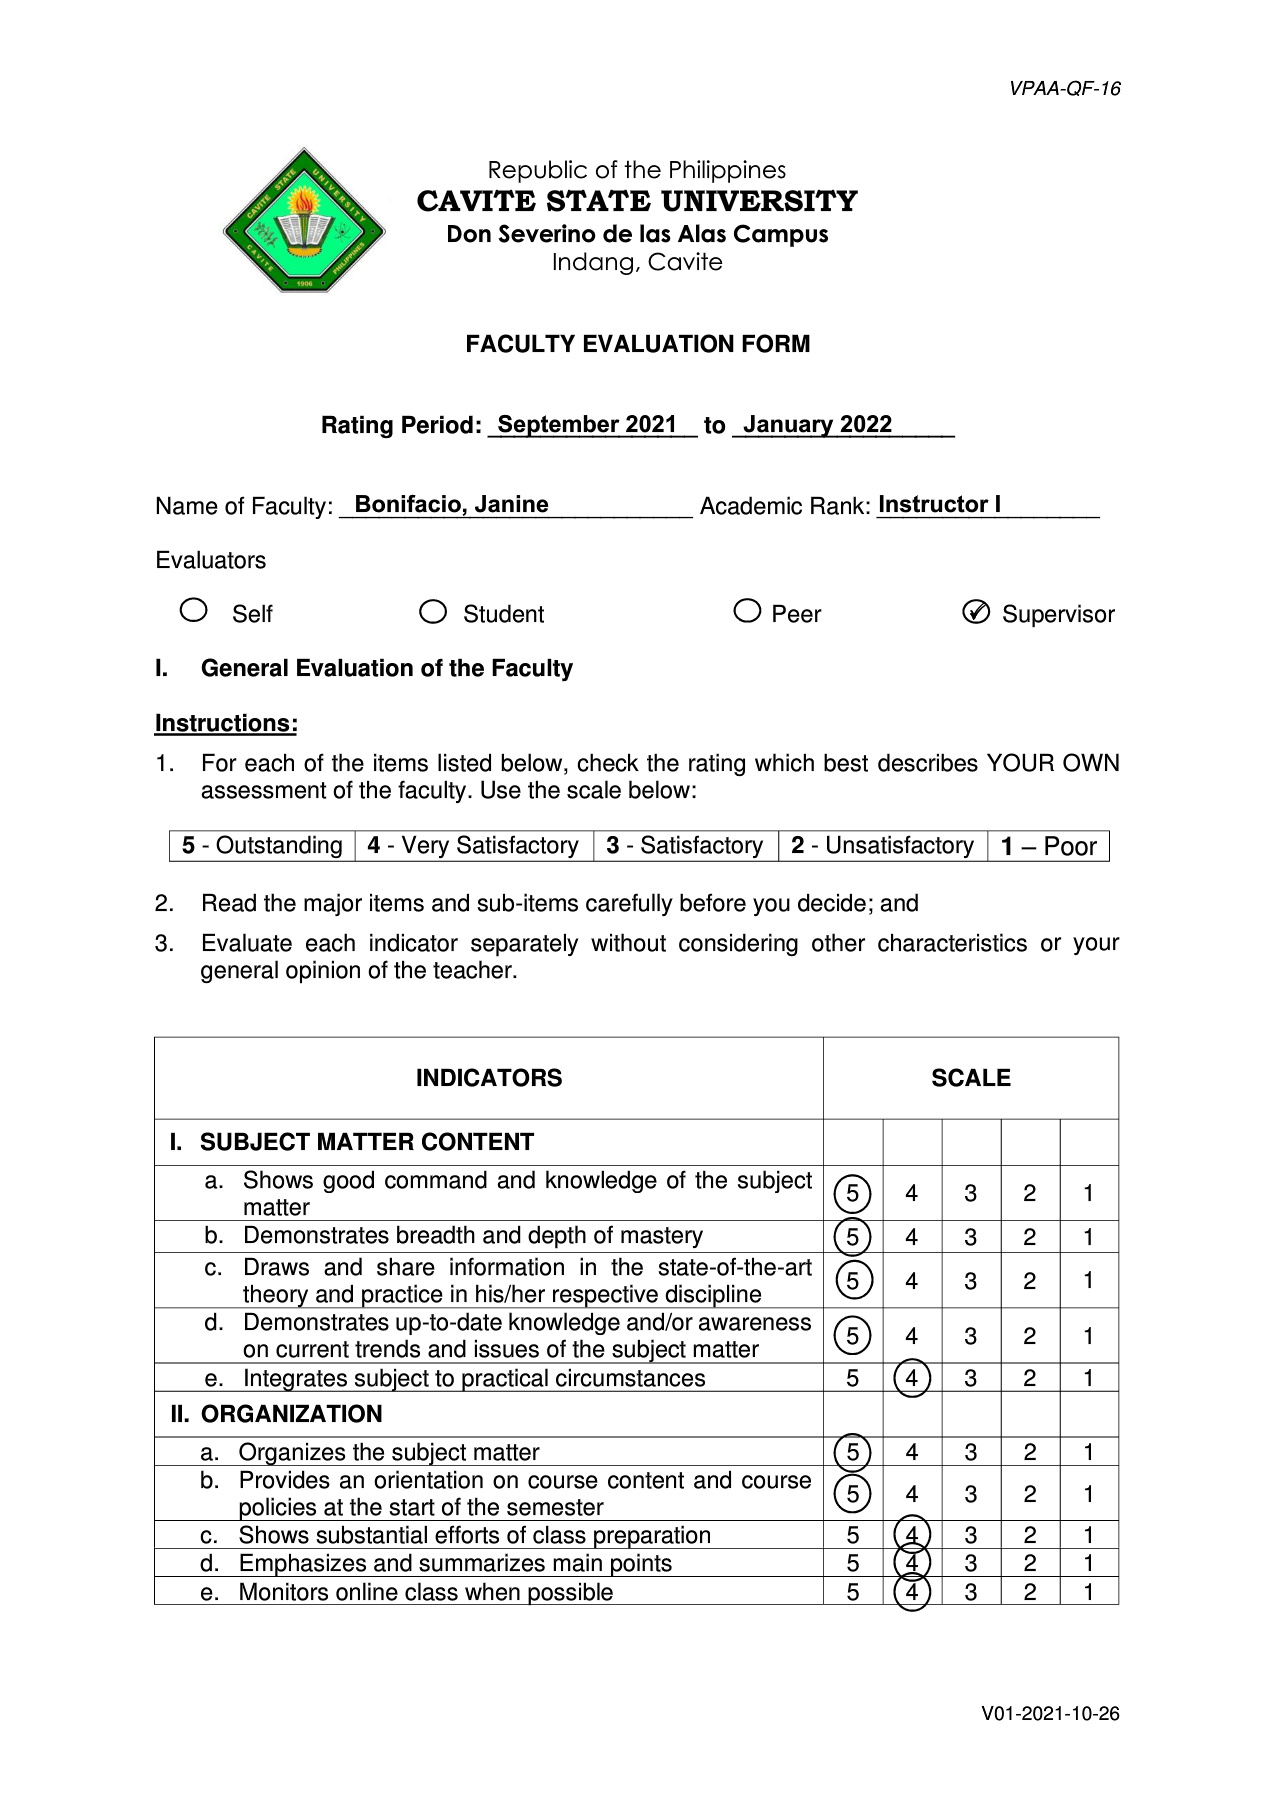 VPAA-QF-16
CAVITE STATE UNIVERSITY
CAVITE PHILIPPINES
1906
Republic of the Philippines
CAVITE STATE UNIVERSITY
Don Severino de las Alas Campus
Indang, Cavite
FACULTY EVALUATION FORM
Rating Period: September 2021 to January 2022
Name of Faculty: Bonifacio, Janine Academic Rank: Instructor I
Evaluators
Self Student Peer ✓ Supervisor
I. General Evaluation of the Faculty
Instructions:
1. For each of the items listed below, check the rating which best describes YOUR OWN
assessment of the faculty. Use the scale below:
5 - Outstanding 4 - Very Satisfactory 3 - Satisfactory 2 - Unsatisfactory 1 – Poor
2. Read the major items and sub-items carefully before you decide; and
3. Evaluate each indicator separately without considering other characteristics or your
general opinion of the teacher.
INDICATORS SCALE
I. SUBJECT MATTER CONTENT
a. Shows good command and knowledge of the subject
matter 5 4 3 2 1
b. Demonstrates breadth and depth of mastery 5 4 3 2 1
c. Draws and share information in the state-of-the-art
theory and practice in his/her respective discipline 5 4 3 2 1
d. Demonstrates up-to-date knowledge and/or awareness
on current trends and issues of the subject matter 5 4 3 2 1
e. Integrates subject to practical circumstances 5 4 3 2 1
II. ORGANIZATION
a. Organizes the subject matter 5 4 3 2 1
b. Provides an orientation on course content and course
policies at the start of the semester 5 4 3 2 1
c. Shows substantial efforts of class preparation 5 4 3 2 1
d. Emphasizes and summarizes main points 5 4 3 2 1
e. Monitors online class when possible 5 4 3 2 1
V01-2021-10-26